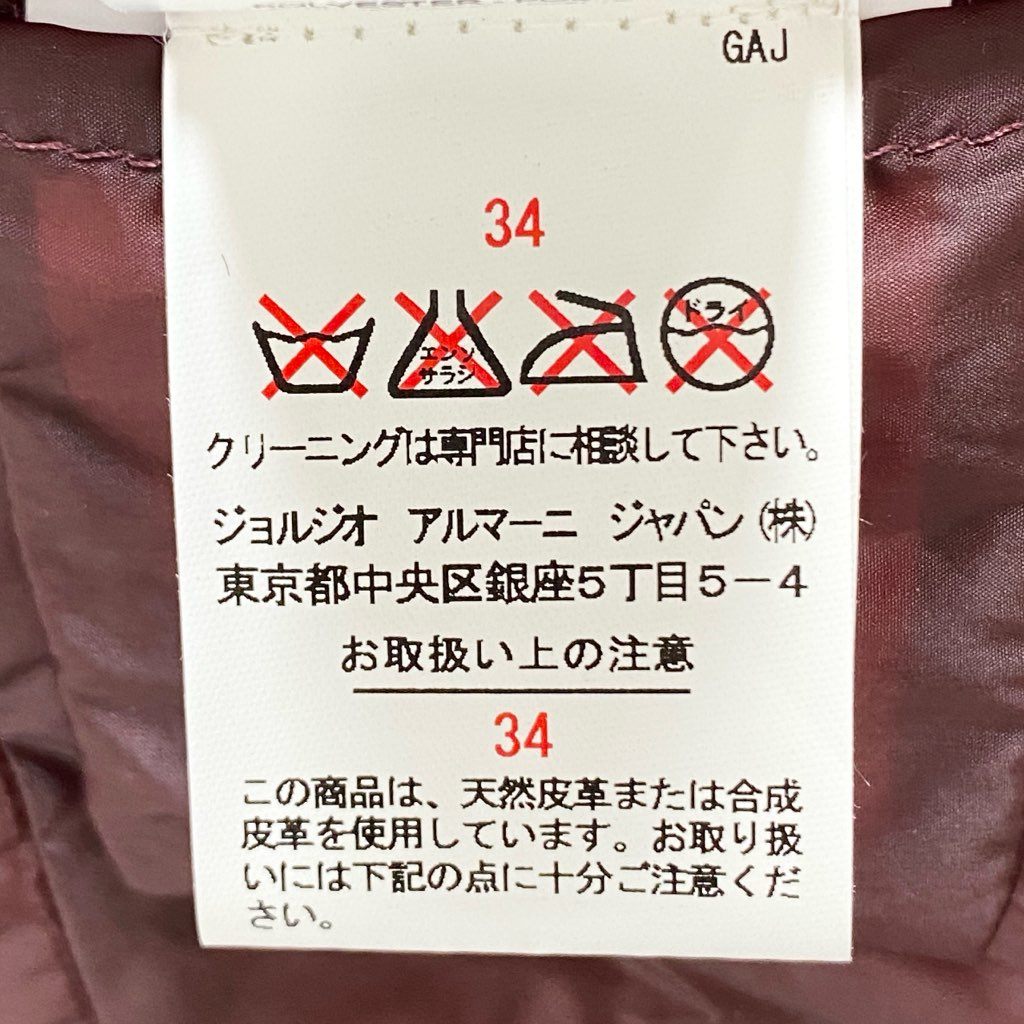 GAJ
34
エンソ
サラシ
ドライ
クリーニングは専門店に相談して下さい。
ジョルジオ アルマーニ ジャパン(株)
東京都中央区銀座5丁目5-4
お取扱い上の注意
34
この商品は、天然皮革または合成
皮革を使用しています。お取り扱
いには下記の点に十分ご注意くだ
さい。